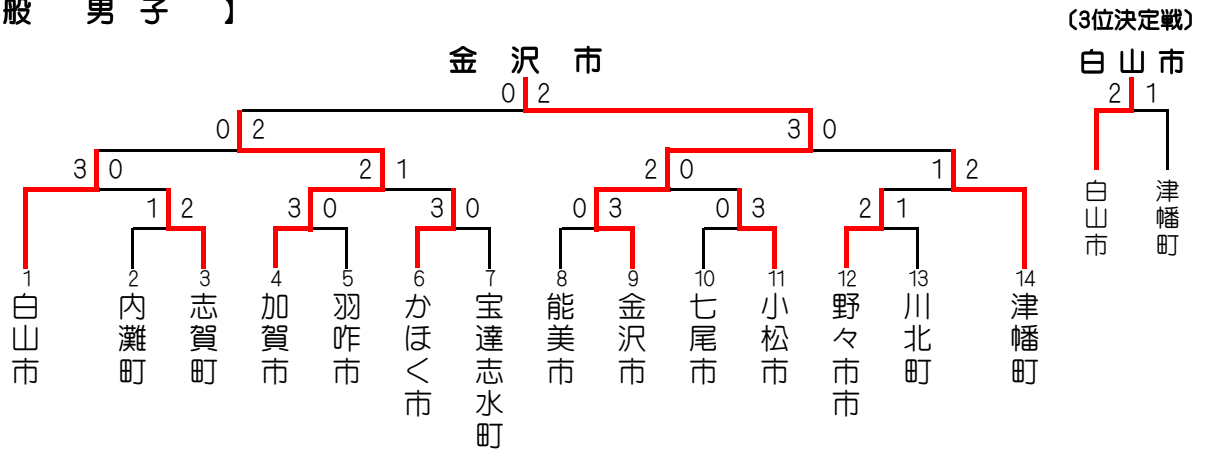 般 男子 】
(3位決定戦)
金沢市
白山市
0 2
2 1
0 2
3 0
3 0
2 1
2 0
1 2
1 2
3 0
3 0
0 3
0 3
2 1
白山市
津幡町
1 2 3 4 5 6 7 8 9 10 11 12 13 14
白山市
内灘町
志賀町
加賀市
羽咋市
かほく市
宝達志水町
能美市
金沢市
七尾市
小松市
野々市市
川北町
津幡町